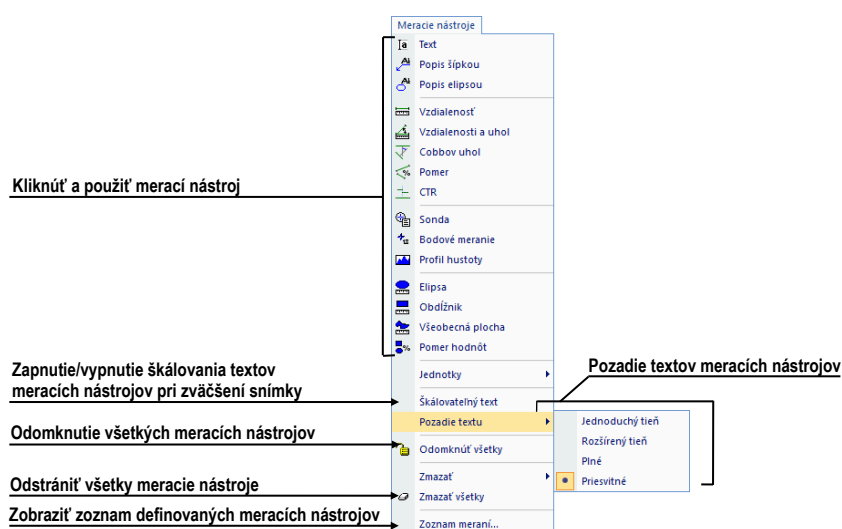 Meracie nástroje
Text
Popis šípkou
Popis elipsou
Vzdialenosť
Vzdialenosti a uhol
Cobbov uhol
Pomer
CTR
Kliknúť a použiť merací nástroj
Sonda
Bodové meranie
Profil hustoty
Elipsa
Obdĺžnik
Všeobecná plocha
Pomer hodnôt
Zapnutie/vypnutie škálovania textov
meracích nástrojov pri zväčšení snímky
Jednotky
Pozadie textov meracích nástrojov
Škálovateľný text
Pozadie textu
Jednoduchý tieň
Rozšírený tieň
Plné
Priesvitné
Odomknutie všetkých meracích nástrojov
Odomknúť všetky
Zmazať
Odstrániť všetky meracie nástroje
Zmazať všetky
Zobraziť zoznam definovaných meracích nástrojov
Zoznam meraní...